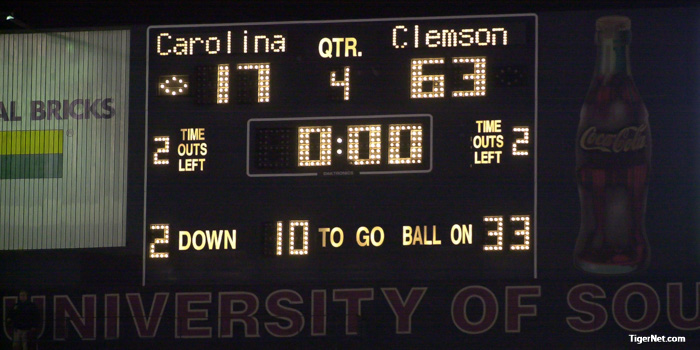 Carolina QTR. Clemson
17 4 63
AL BRICKS
2 TIME OUTS LEFT 0:00 TIME OUTS LEFT 2
Coca-Cola
2 DOWN 10 TO GO BALL ON 33
UNIVERSITY OF SOU
TigerNet.com